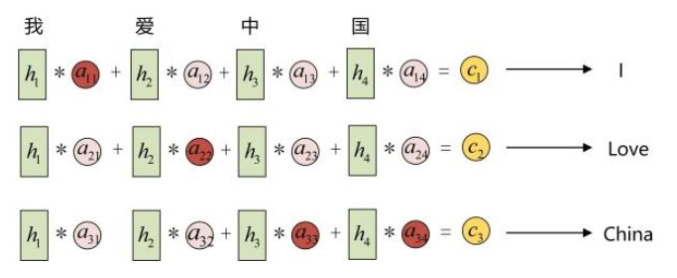 我 爱 中 国
h₁ * a₁₁ + h₂ * a₁₂ + h₃ * a₁₃ + h₄ * a₁₄ = c₁ → I
h₁ * a₂₁ + h₂ * a₂₂ + h₃ * a₂₃ + h₄ * a₂₄ = c₂ → Love
h₁ * a₃₁ h₂ * a₃₂ + h₃ * a₃₃ + h₄ * a₃₄ = c₃ → China